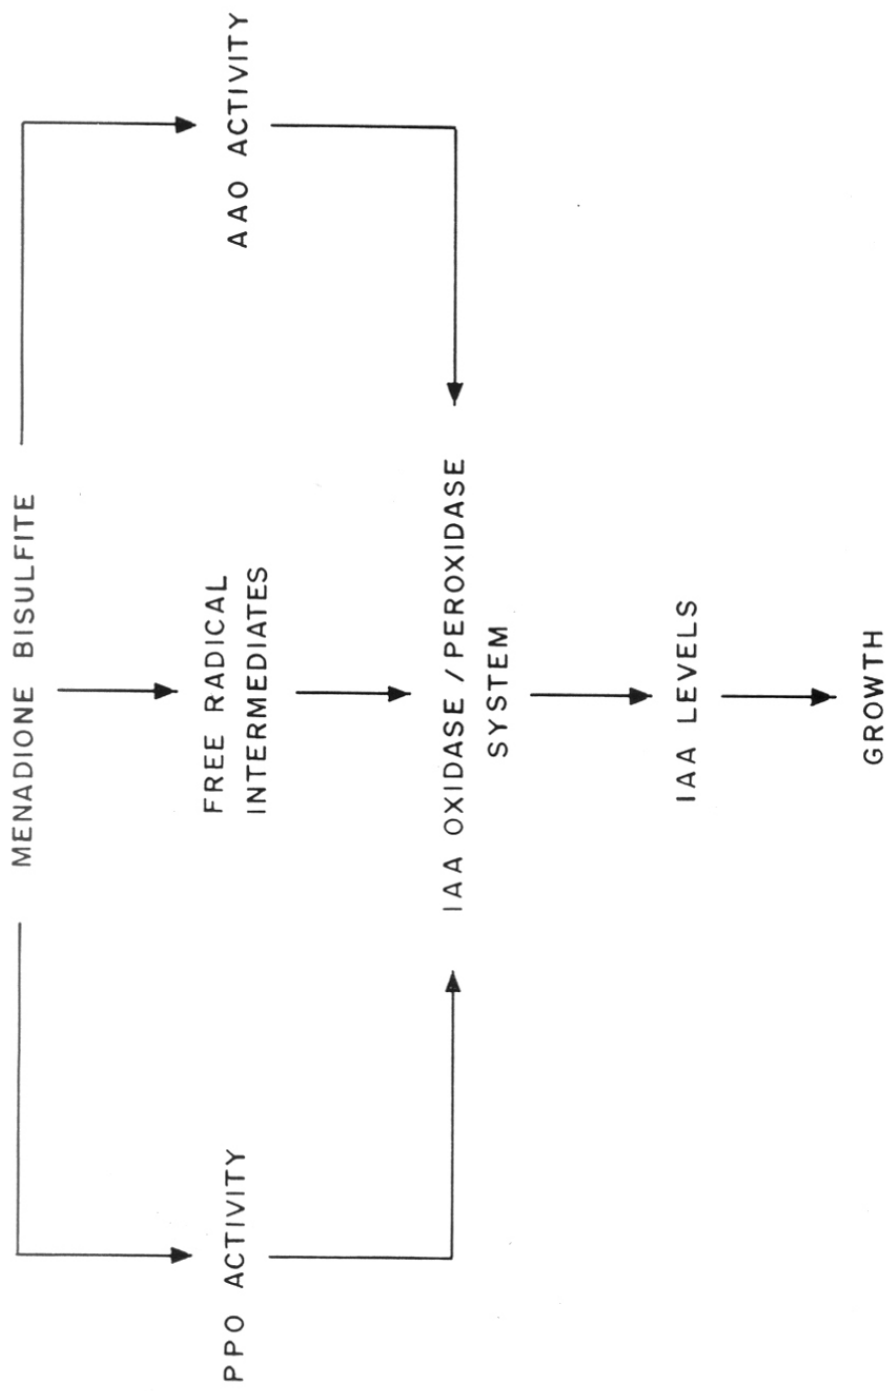 MENADIONE BISULFITE
PPO ACTIVITY
FREE RADICAL
INTERMEDIATES
AAO ACTIVITY
IAA OXIDASE / PEROXIDASE
SYSTEM
IAA LEVELS
GROWTH